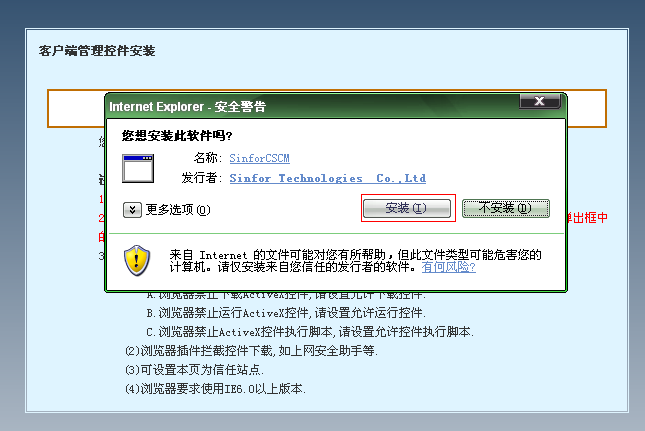 客户端管理控件安装
Internet Explorer - 安全警告
X
您想安装此软件吗?
名称: SinforCSCM
发行者: Sinfor Technologies Co.,Ltd
更多选项(O)
安装(I)
不安装(D)
来自 Internet 的文件可能对您有所帮助，但此文件类型可能危害您的
计算机。请仅安装来自您信任的发行者的软件。有何风险?
1
2
弹出框中
的
3
A.浏览器禁止下载ActiveX控件,请设置允许下载控件.
B.浏览器禁止运行ActiveX控件,请设置允许运行控件.
C.浏览器禁止ActiveX控件执行脚本,请设置允许控件执行脚本.
(2)浏览器插件拦截控件下载,如上网安全助手等.
(3)可设置本页为信任站点.
(4)浏览器要求使用IE6.0以上版本.